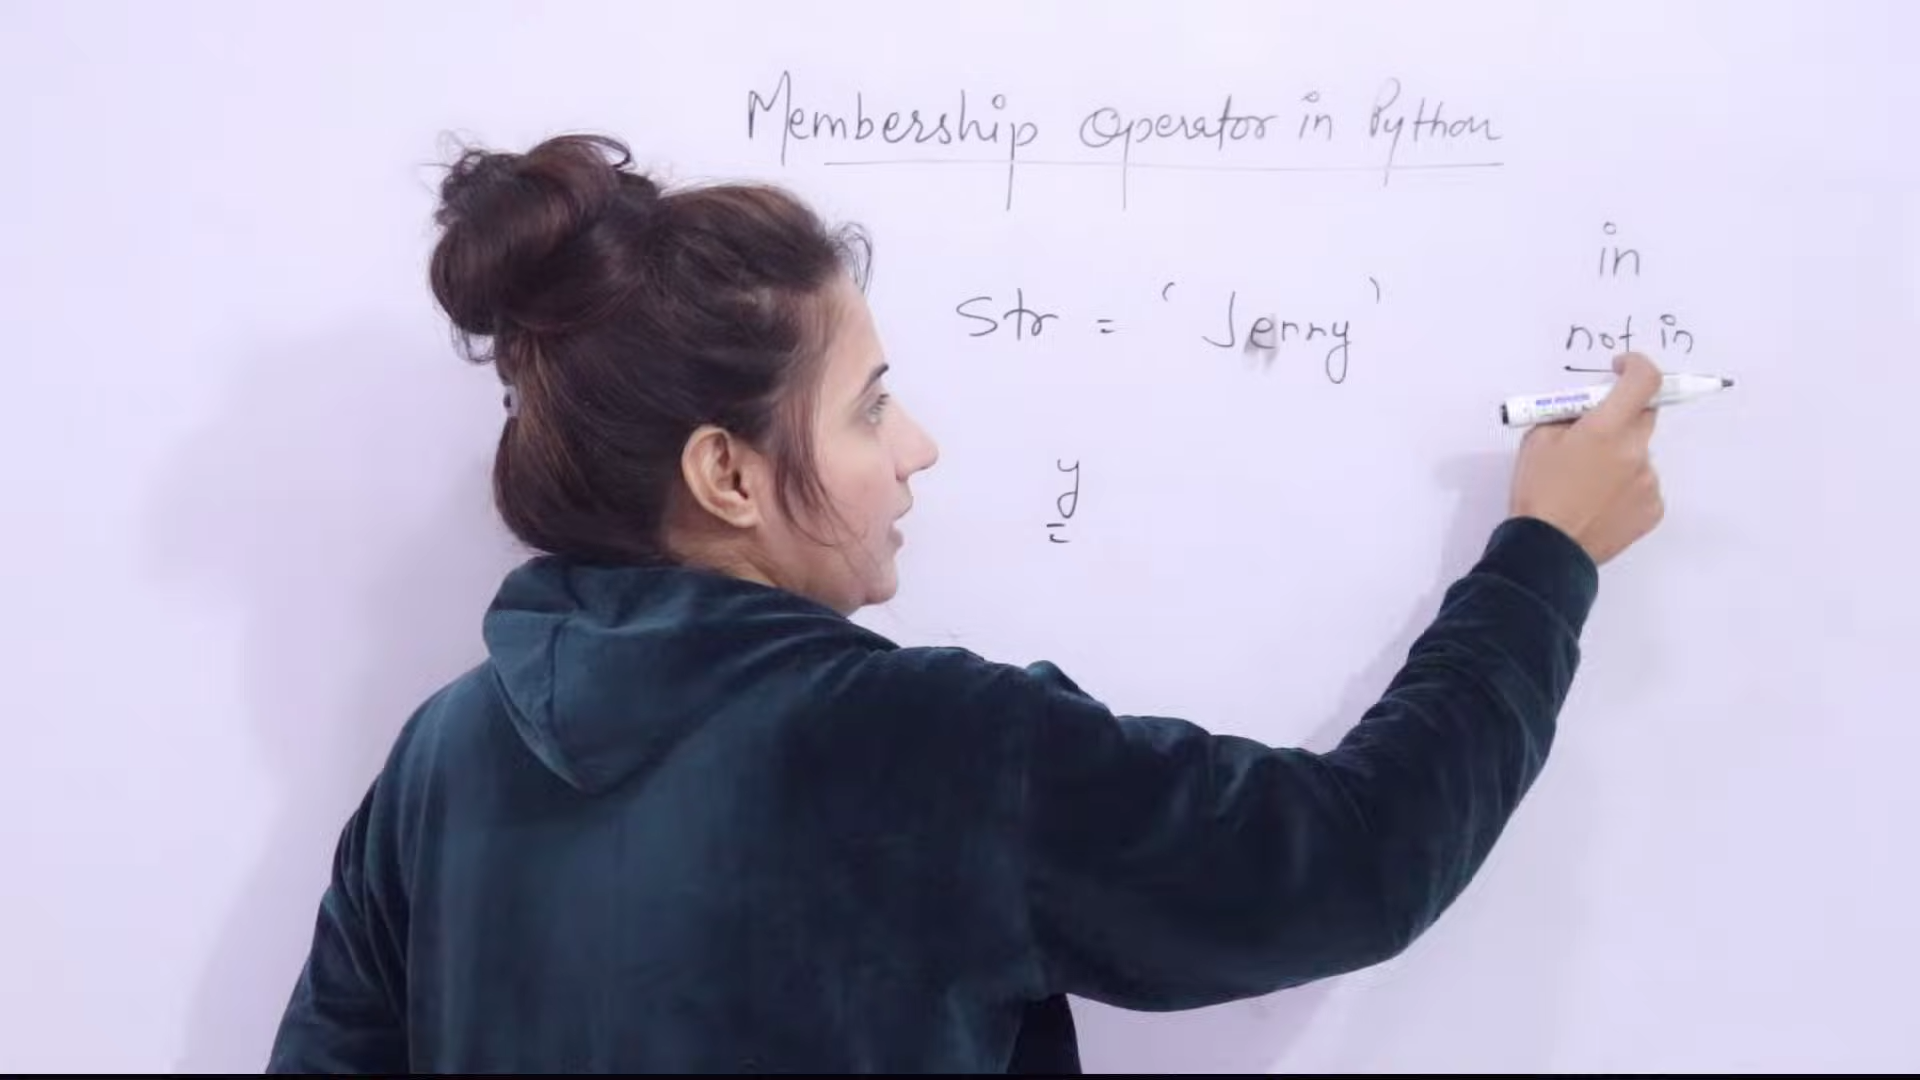 Membership Operator in Python
in
Str = 'Jenny'
not in
y